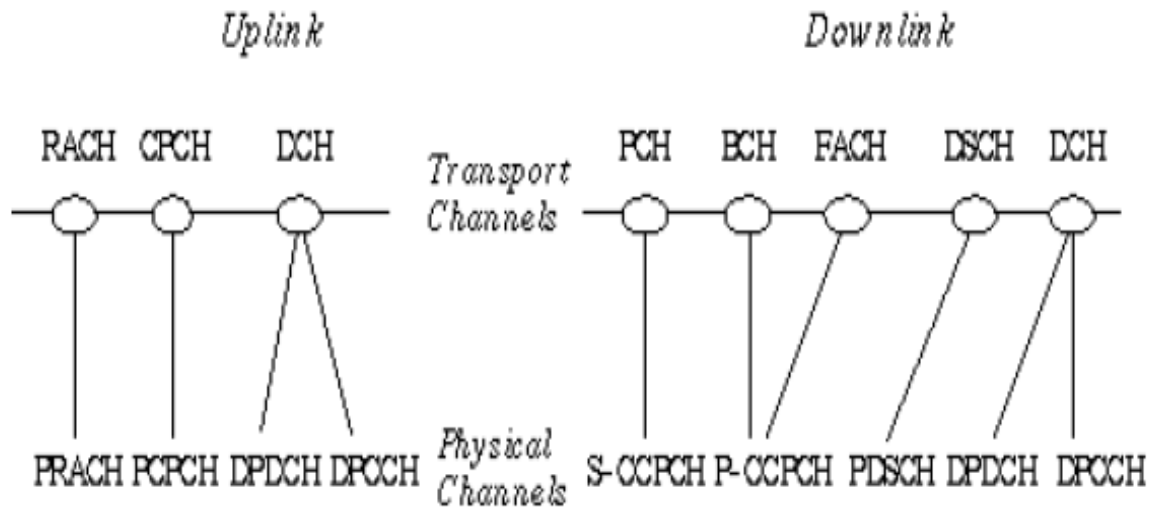 Uplink Downlink
RACH CPCH DCH PCH BCH FACH DSCH DCH
Transport
Channels
PRACH PCPCH DPDCH DPCCH Physical S-CCPCH P-CCPCH PDSCH DPDCH DPCCH
Channels